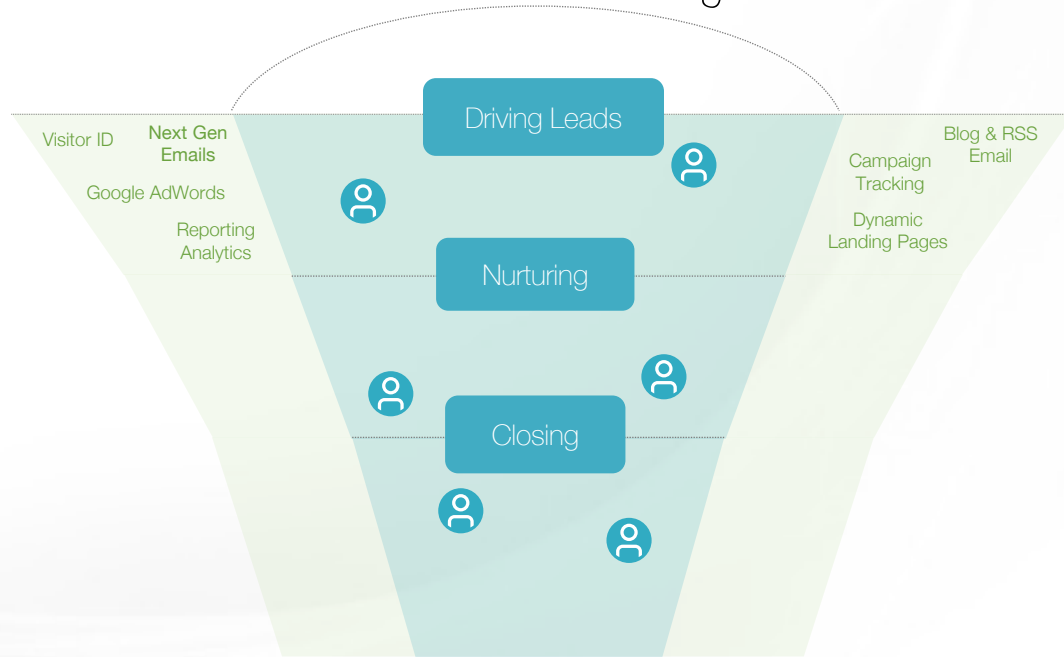 Driving Leads
Visitor ID
Next Gen
Emails
Google AdWords
Reporting
Analytics
Blog & RSS
Email
Campaign
Tracking
Dynamic
Landing Pages
Nurturing
Closing